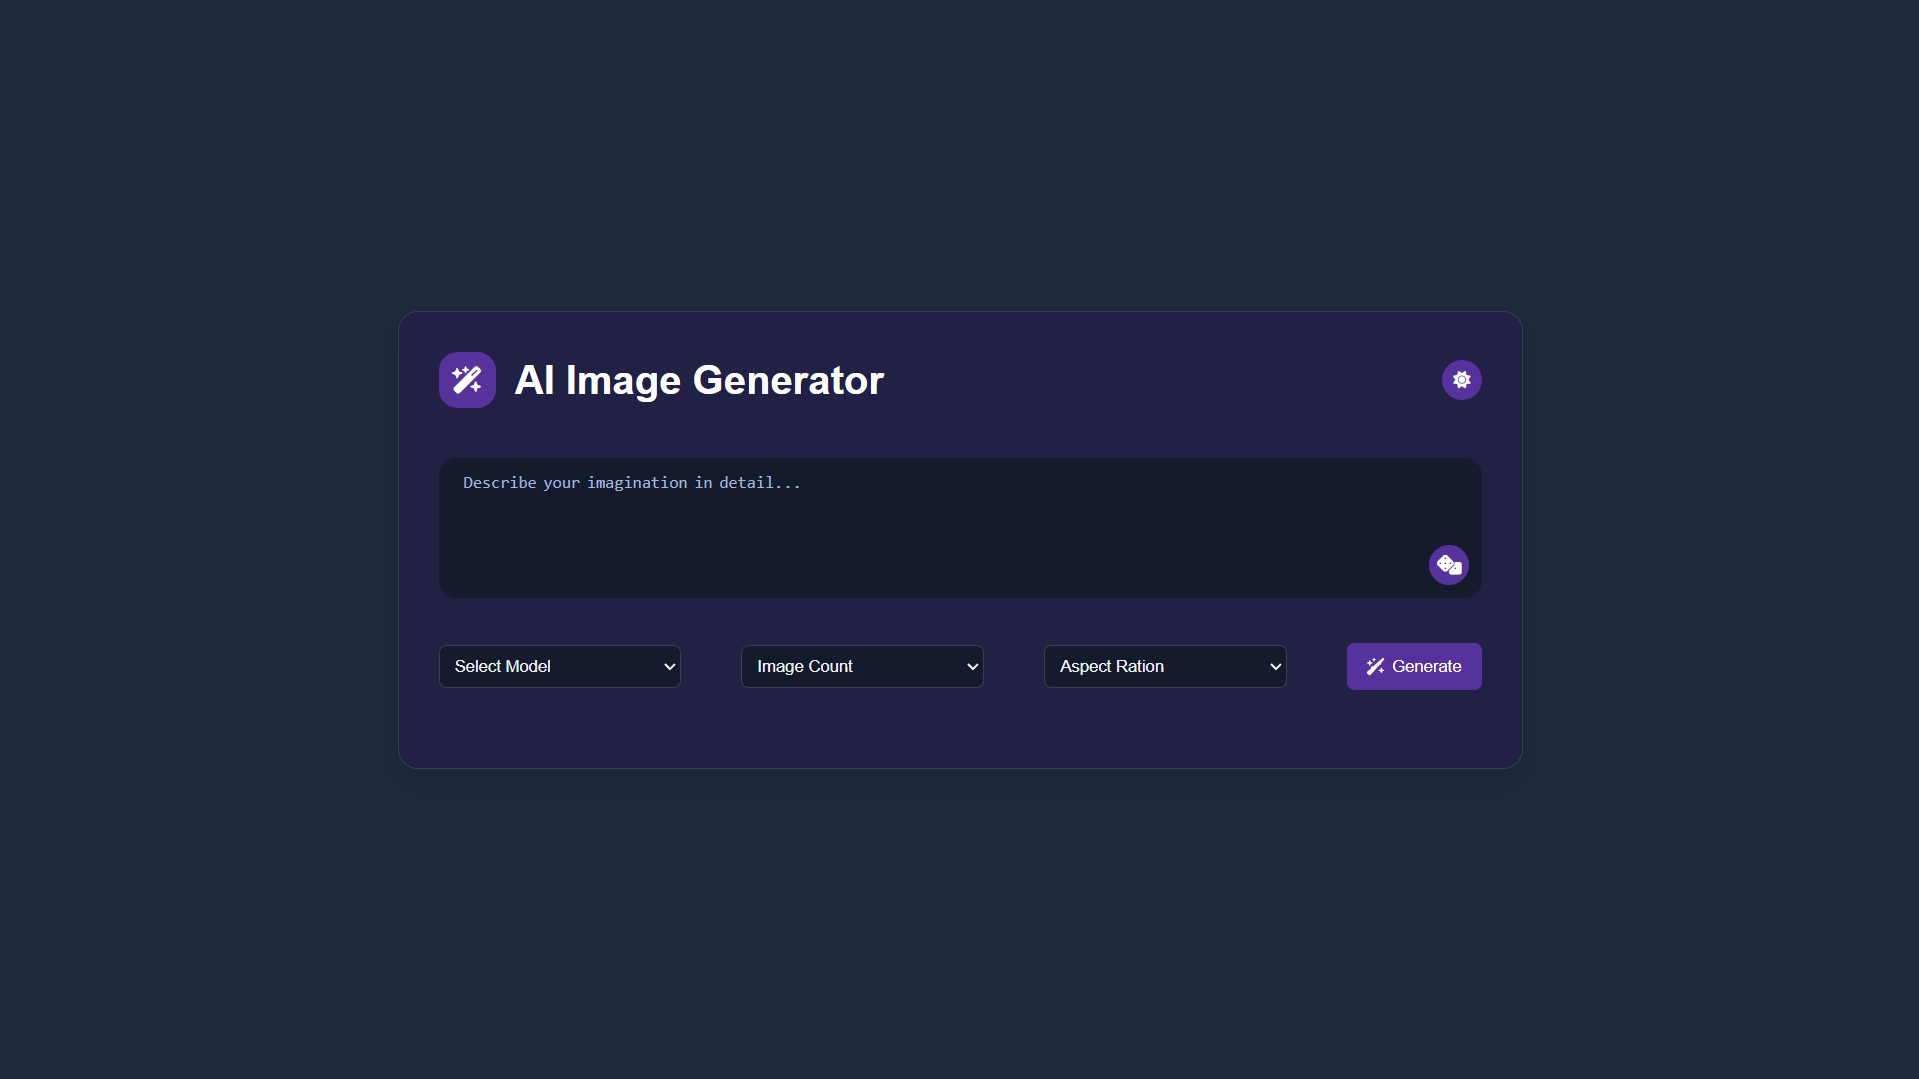 AI Image Generator
Describe your imagination in detail...
Select Model
Image Count
Aspect Ration
Generate